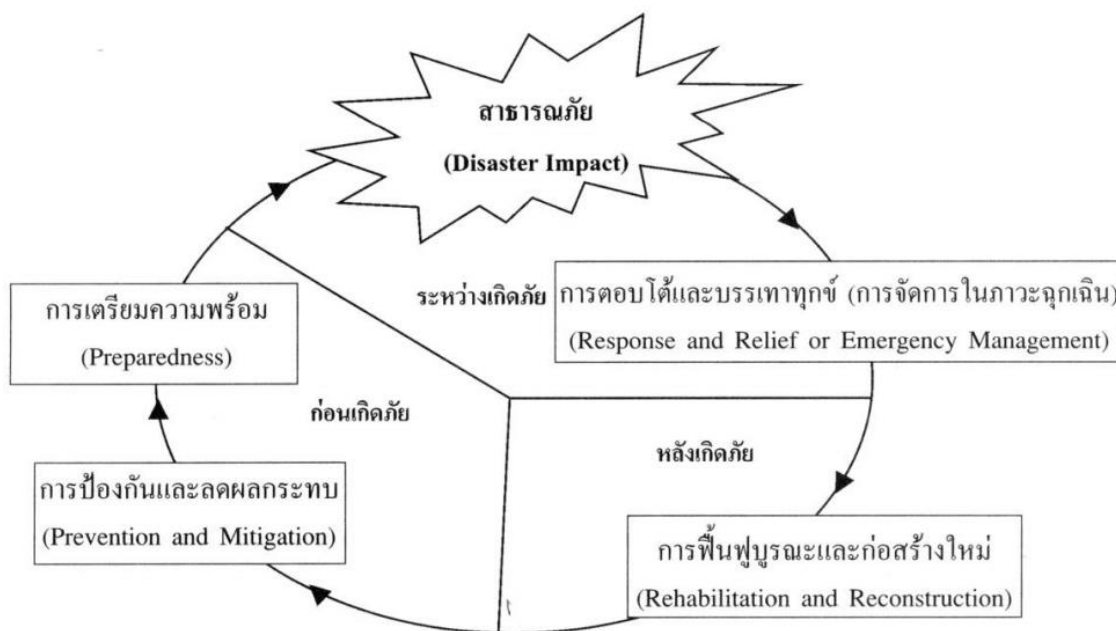 สาธารณภัย
(Disaster Impact)
ระหว่างเกิดภัย
การตอบโต้และบรรเทาทุกข์ (การจัดการในภาวะฉุกเฉิน)
(Response and Relief or Emergency Management)
การเตรียมความพร้อม
(Preparedness)
ก่อนเกิดภัย
หลังเกิดภัย
การป้องกันและลดผลกระทบ
(Prevention and Mitigation)
การฟื้นฟูบูรณะและก่อสร้างใหม่
(Rehabilitation and Reconstruction)